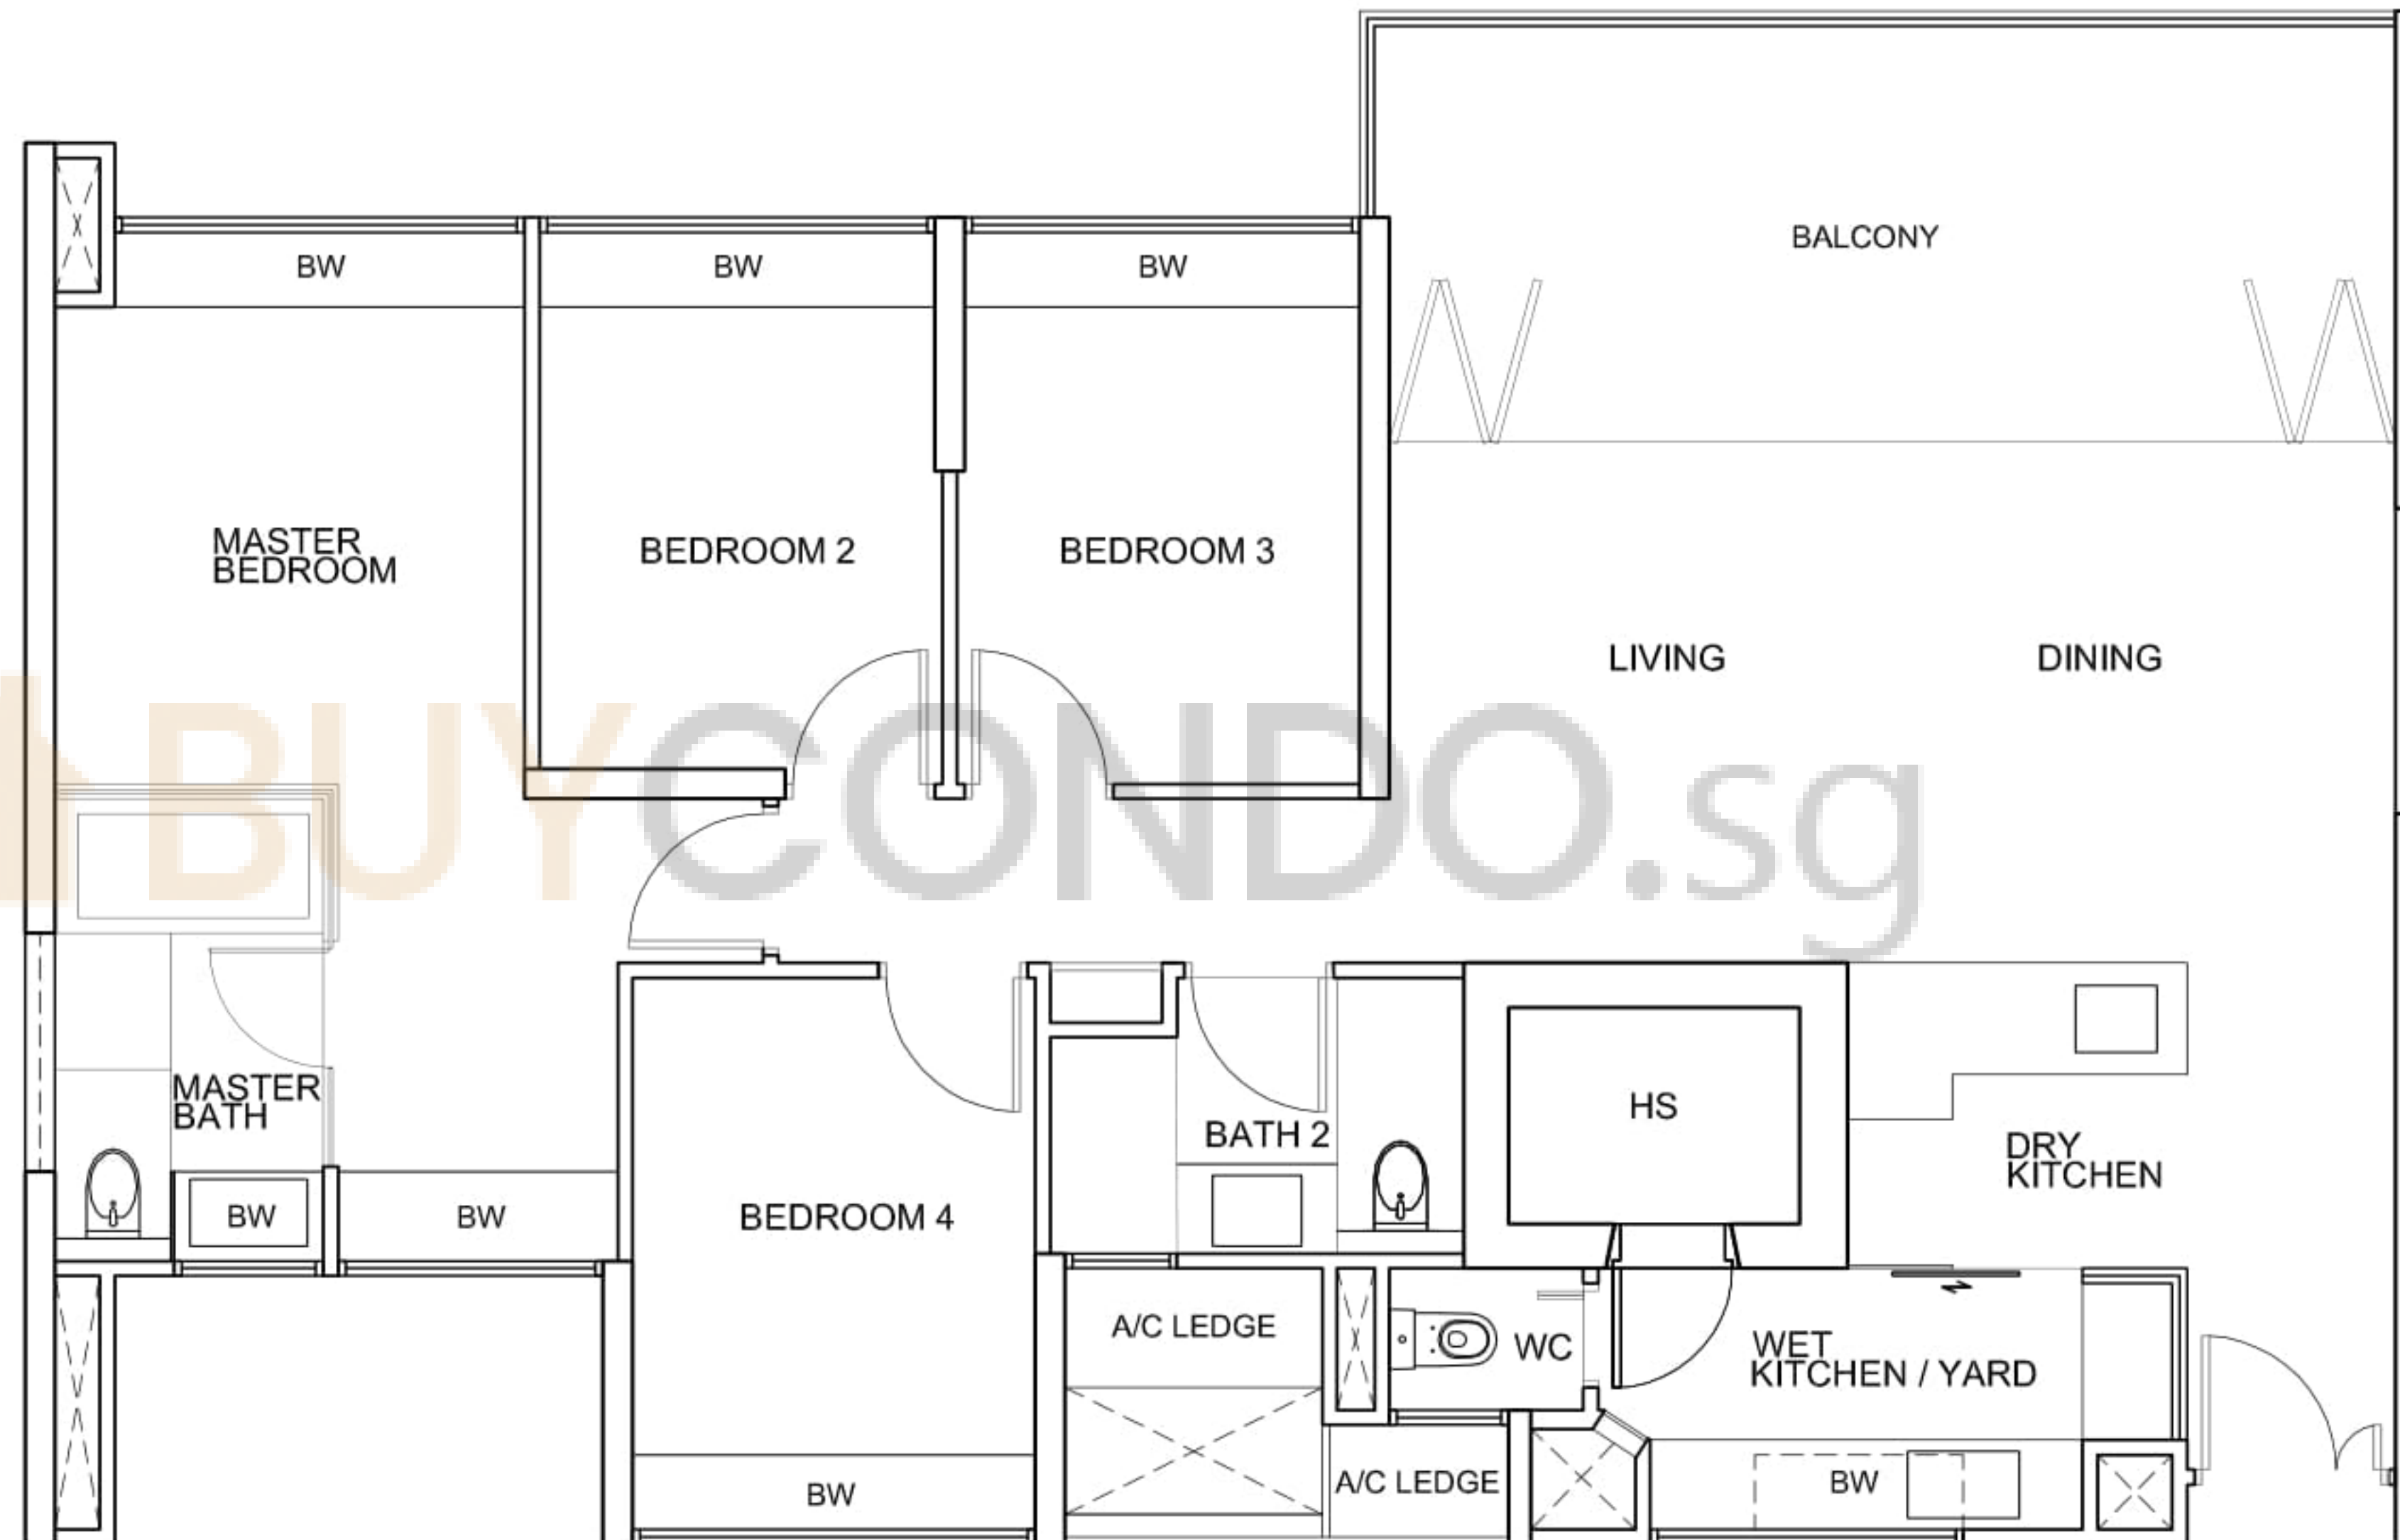 BALCONY
BW
BW
BW
MASTER
BEDROOM
BEDROOM 2
BEDROOM 3
LIVING
DINING
BUYCONDO.sg
MASTER
BATH
BATH 2
HS
DRY
KITCHEN
BW
BW
BEDROOM 4
A/C LEDGE
WC
WET
KITCHEN / YARD
BW
A/C LEDGE
BW